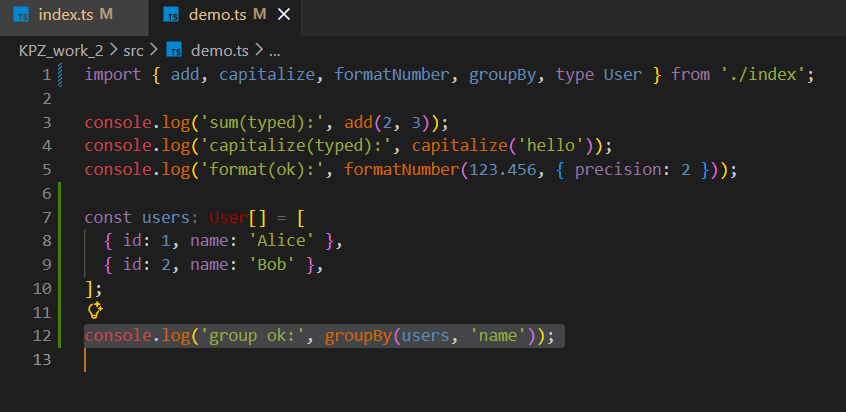 TS index.ts M TS demo.ts M ×
KPZ_work_2 > src > TS demo.ts > ...
1 import { add, capitalize, formatNumber, groupBy, type User } from './index';
2
3 console.log('sum(typed):', add(2, 3));
4 console.log('capitalize(typed):', capitalize('hello'));
5 console.log('format(ok):', formatNumber(123.456, { precision: 2 }));
6
7 const users: User[] = [
8   { id: 1, name: 'Alice' },
9   { id: 2, name: 'Bob' },
10 ];
11
12 console.log('group ok:', groupBy(users, 'name'));
13